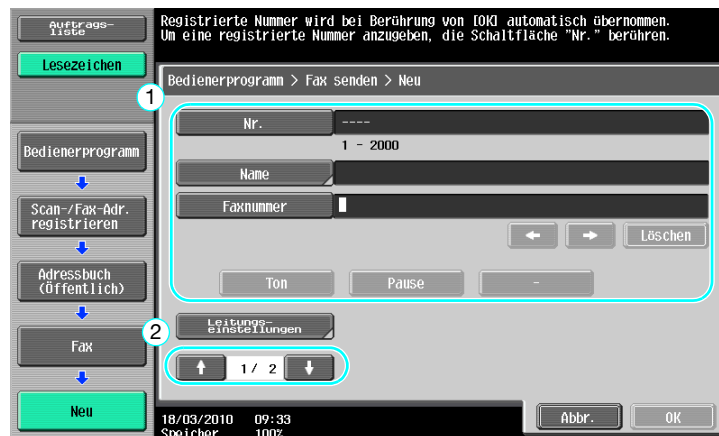 Auftrags-
liste
Registrierte Nummer wird bei Berührung von [OK] automatisch übernommen.
Um eine registrierte Nummer anzugeben, die Schaltfläche "Nr." berühren.
Lesezeichen
Bedienerprogramm > Fax senden > Neu
1
Nr.
----
1 - 2000
Bedienerprogramm
Name
Scan-/Fax-Adr.
registrieren
Faxnummer
Löschen
Adressbuch
(Öffentlich)
Ton
Pause
-
2
Leitungs-
einstellungen
Fax
1/ 2
Neu
Abbr.
OK
18/03/2010 09:33
Speicher 100%